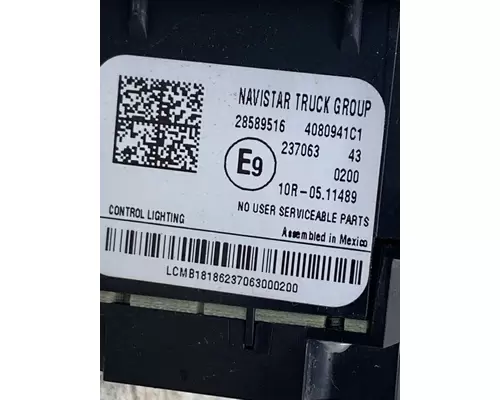 NAVISTAR TRUCK GROUP
28589516 4080941C1
237063 43
E9
0200
10R-05.11489
NO USER SERVICEABLE PARTS
CONTROL LIGHTING
Assembled in Mexico
LCMB18186237063000200